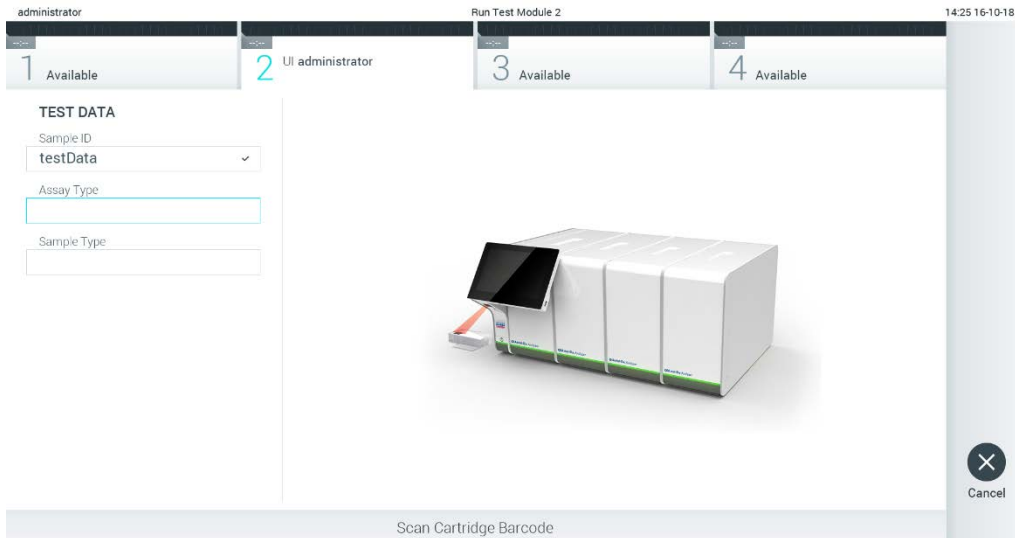 administrator Run Test Module 2 14:25 16-10-18
--:-- --:-- --:-- --:--
1 Available 2 UI administrator 3 Available 4 Available
TEST DATA
Sample ID
testData
Assay Type
Sample Type
Cancel
Scan Cartridge Barcode